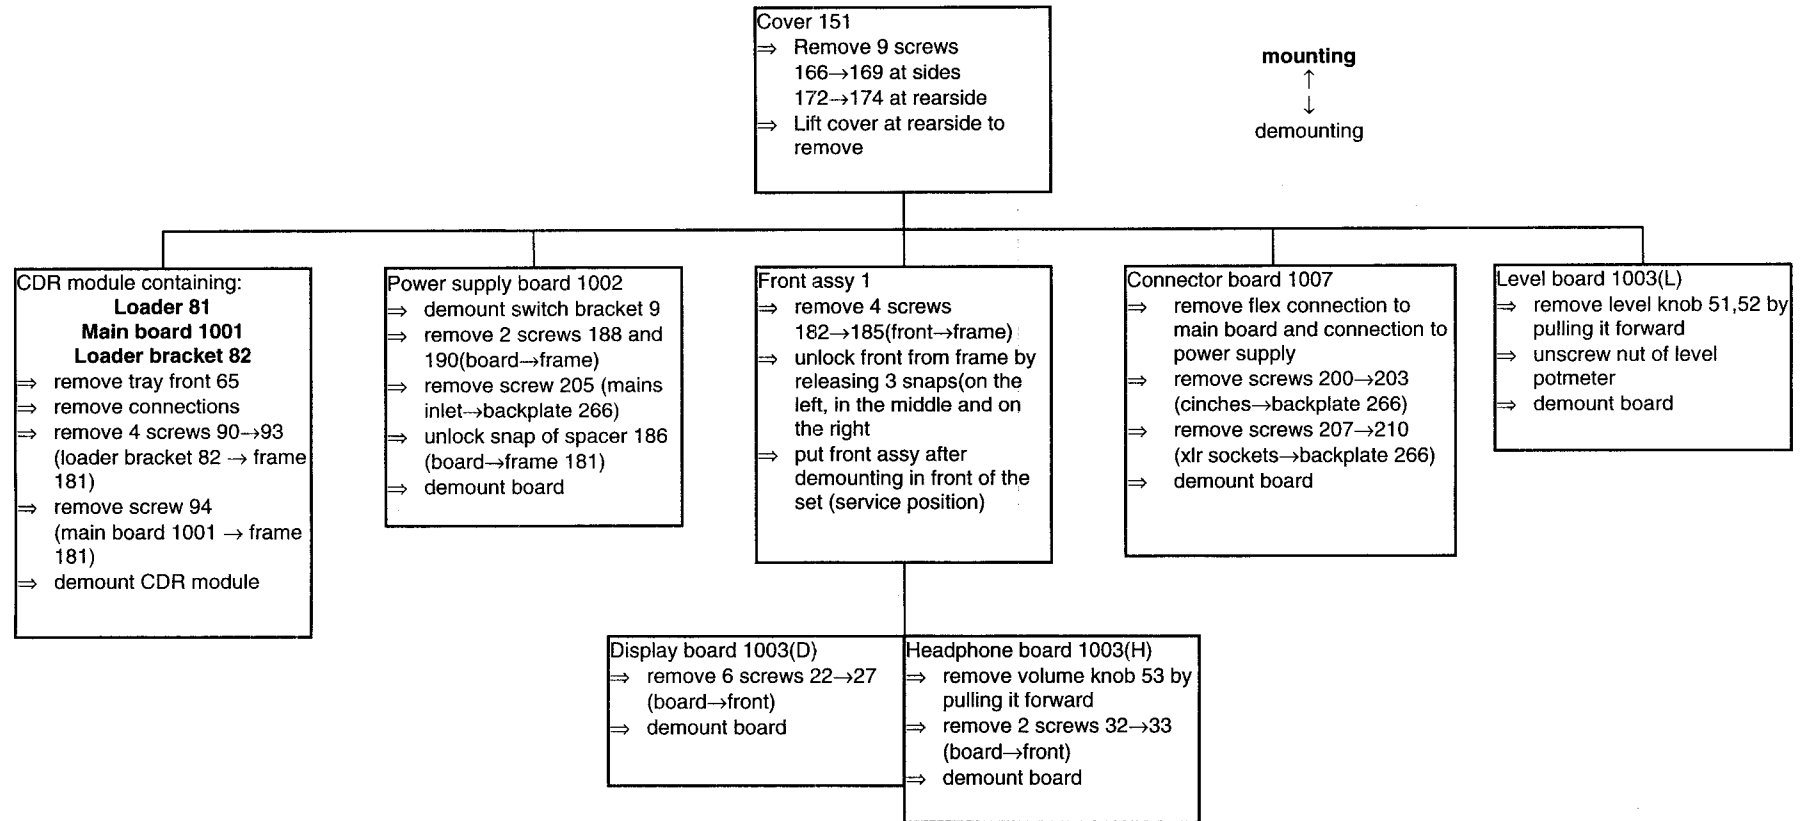 Cover 151
⇒ Remove 9 screws
166→169 at sides
172→174 at rearside
⇒ Lift cover at rearside to
remove
mounting
↑
↓
demounting
CDR module containing:
Loader 81
Main board 1001
Loader bracket 82
⇒ remove tray front 65
⇒ remove connections
⇒ remove 4 screws 90→93
(loader bracket 82 → frame
181)
⇒ remove screw 94
(main board 1001 → frame
181)
⇒ demount CDR module
Power supply board 1002
⇒ demount switch bracket 9
⇒ remove 2 screws 188 and
190(board→frame)
⇒ remove screw 205 (mains
inlet→backplate 266)
⇒ unlock snap of spacer 186
(board→frame 181)
⇒ demount board
Front assy 1
⇒ remove 4 screws
182→185(front→frame)
⇒ unlock front from frame by
releasing 3 snaps(on the
left, in the middle and on
the right
⇒ put front assy after
demounting in front of the
set (service position)
Connector board 1007
⇒ remove flex connection to
main board and connection to
power supply
⇒ remove screws 200→203
(cinches→backplate 266)
⇒ remove screws 207→210
(xlr sockets→backplate 266)
⇒ demount board
Level board 1003(L)
⇒ remove level knob 51,52 by
pulling it forward
⇒ unscrew nut of level
potmeter
⇒ demount board
Display board 1003(D)
⇒ remove 6 screws 22→27
(board→front)
⇒ demount board
Headphone board 1003(H)
⇒ remove volume knob 53 by
pulling it forward
⇒ remove 2 screws 32→33
(board→front)
⇒ demount board